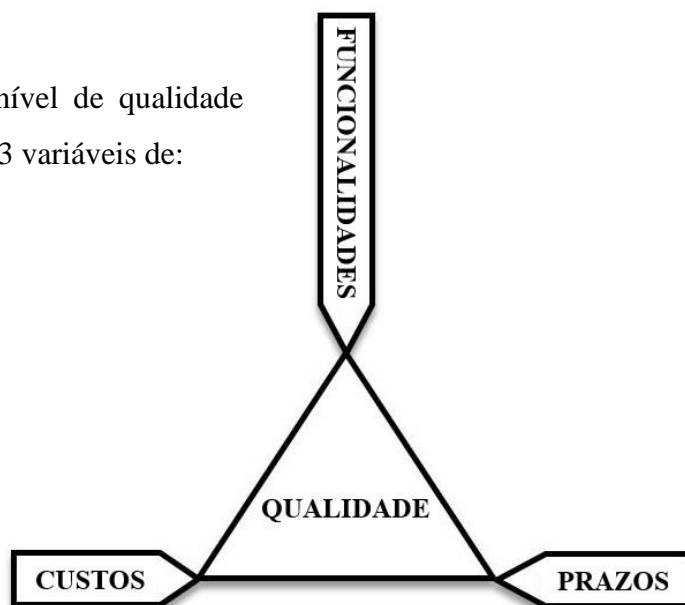 FUNCIONALIDADES
nível de qualidade
3 variáveis de:
QUALIDADE
CUSTOS
PRAZOS